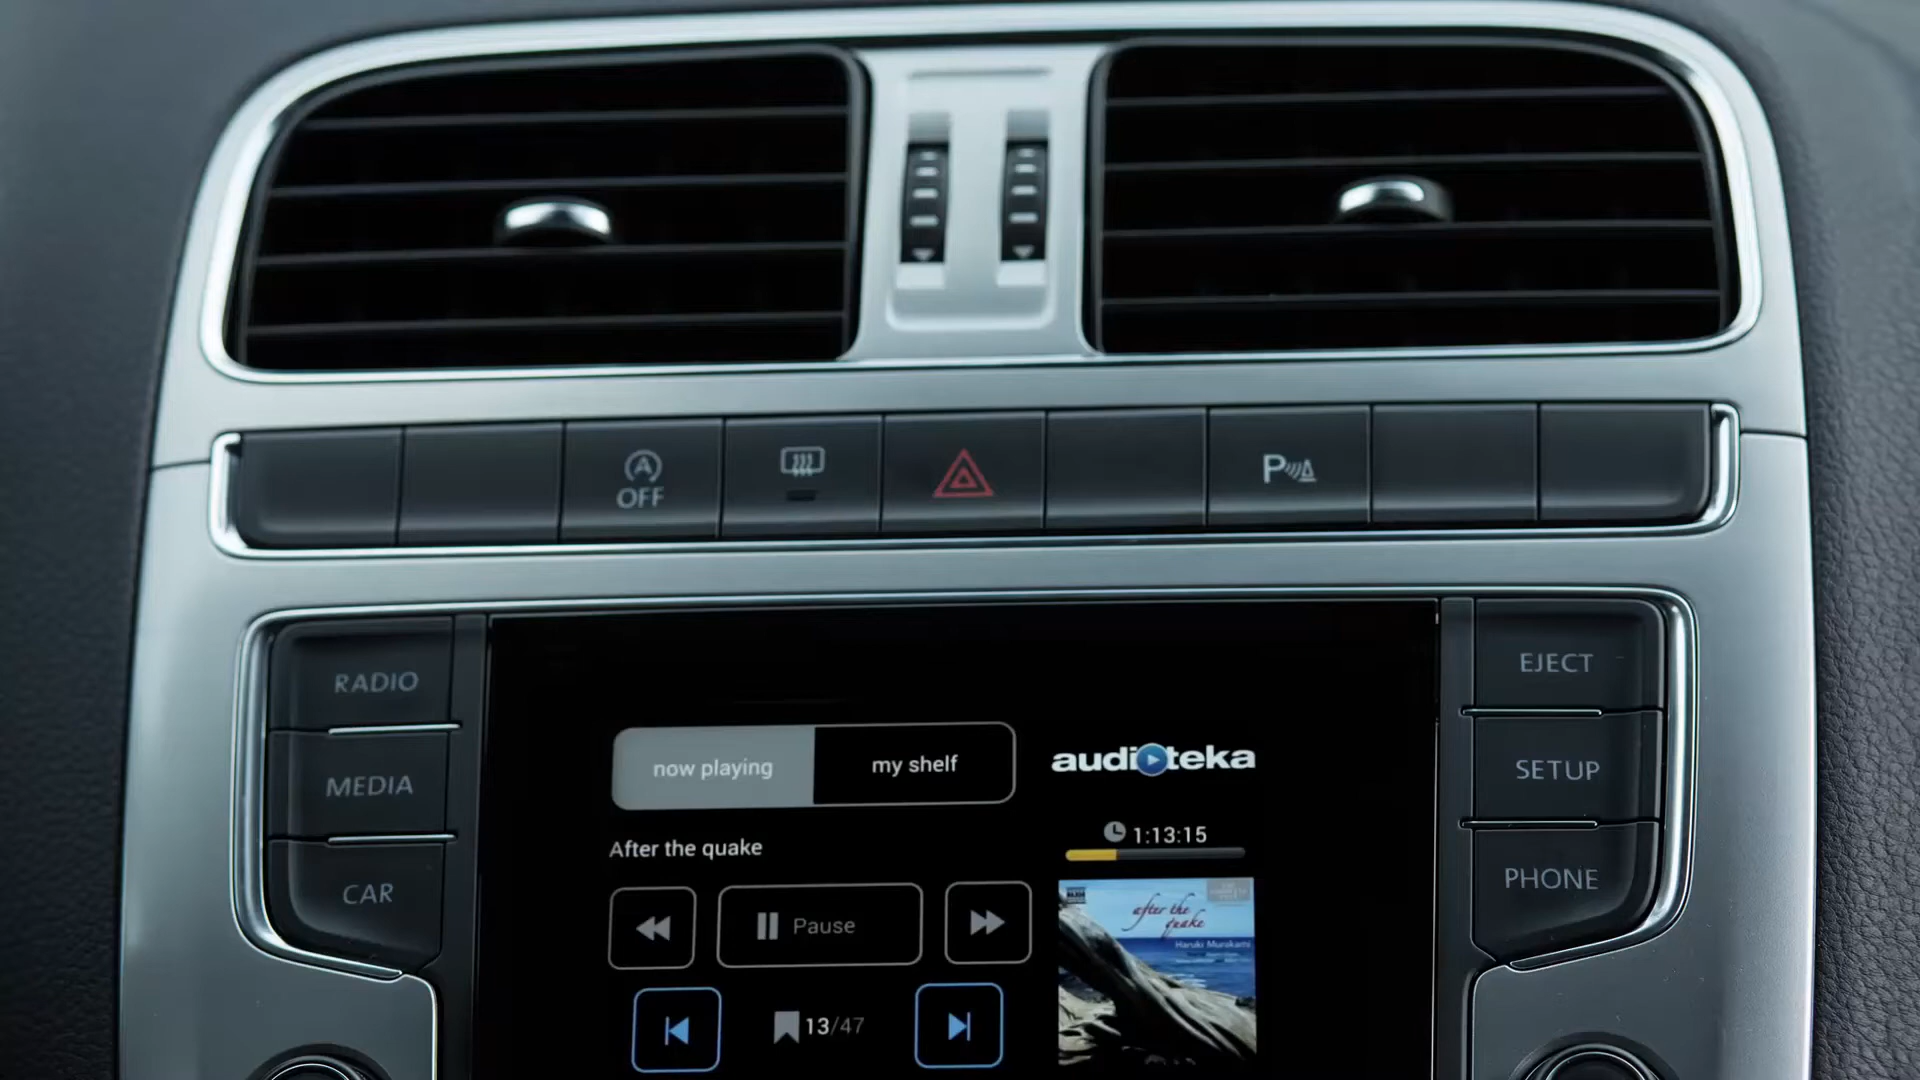 A
OFF
P
RADIO
MEDIA
CAR
EJECT
SETUP
PHONE
now playing
my shelf
audioteka
1:13:15
After the quake
Pause
13/47
after the
quake
Haruki Murakami